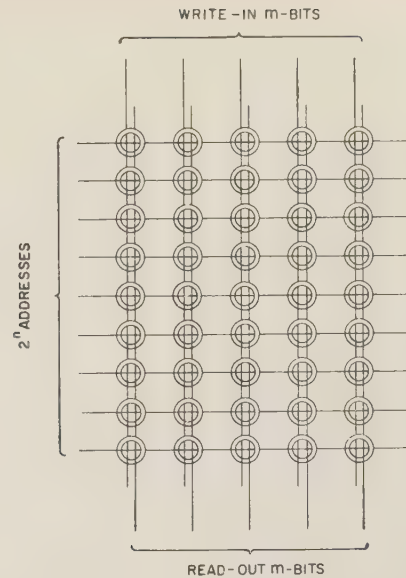 WRITE-IN m-BITS
2ⁿ ADDRESSES
READ-OUT m-BITS